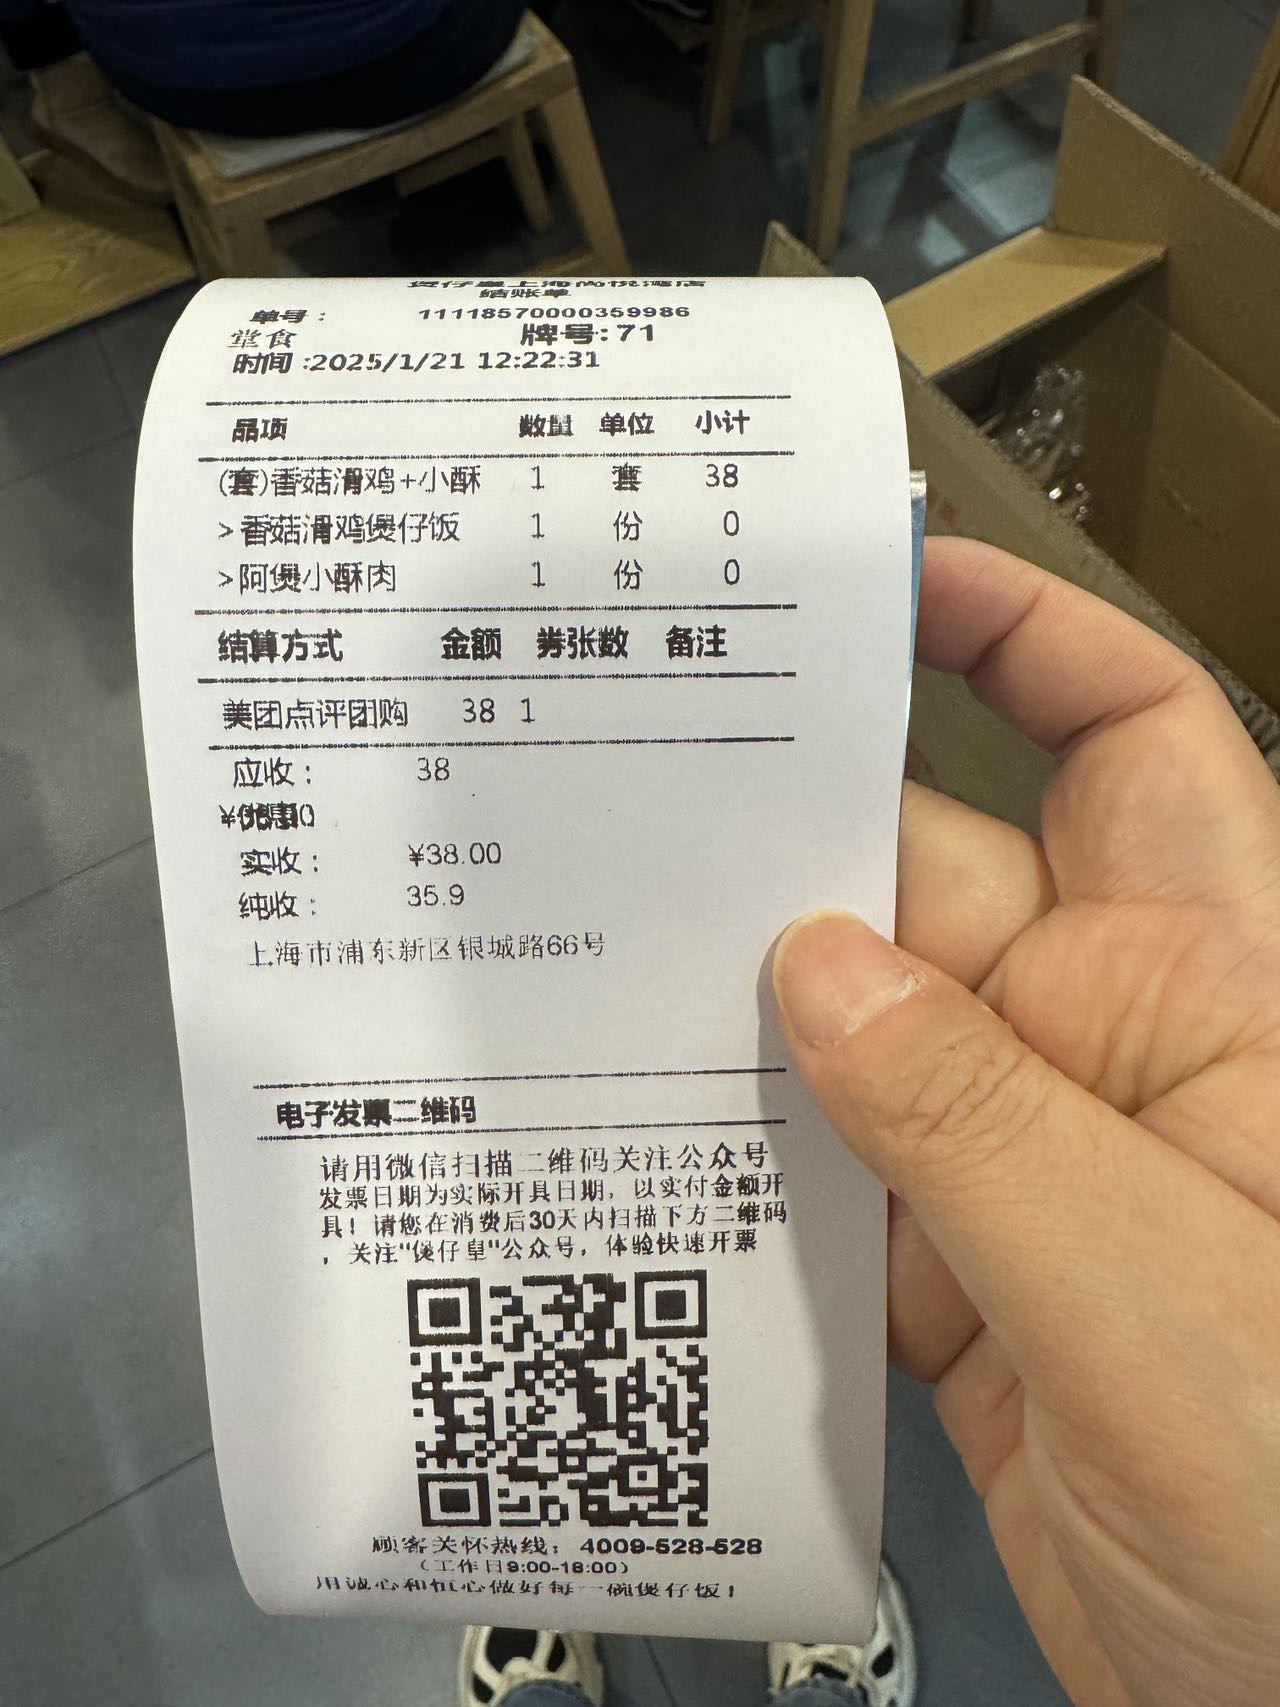 煲仔皇上海尚悦湾店
结账单
单号： 11118570000359986
堂食 牌号:71
时间 :2025/1/21 12:22:31
品项 数量 单位 小计
(套)香菇滑鸡+小酥 1 套 38
>香菇滑鸡煲仔饭 1 份 0
>阿煲小酥肉 1 份 0
结算方式 金额 券张数 备注
美团点评团购 38 1
应收： 38
实收： ¥38.00
纯收： 35.9
上海市浦东新区银城路66号
电子发票二维码
请用微信扫描二维码关注公众号
发票日期为实际开具日期，以实付金额开
具！请您在消费后30天内扫描下方二维码
，关注"煲仔皇"公众号，体验快速开票
顾客关怀热线：4009-528-528
（工作日9:00-18:00）
用诚心和恒心做好每一碗煲仔饭！